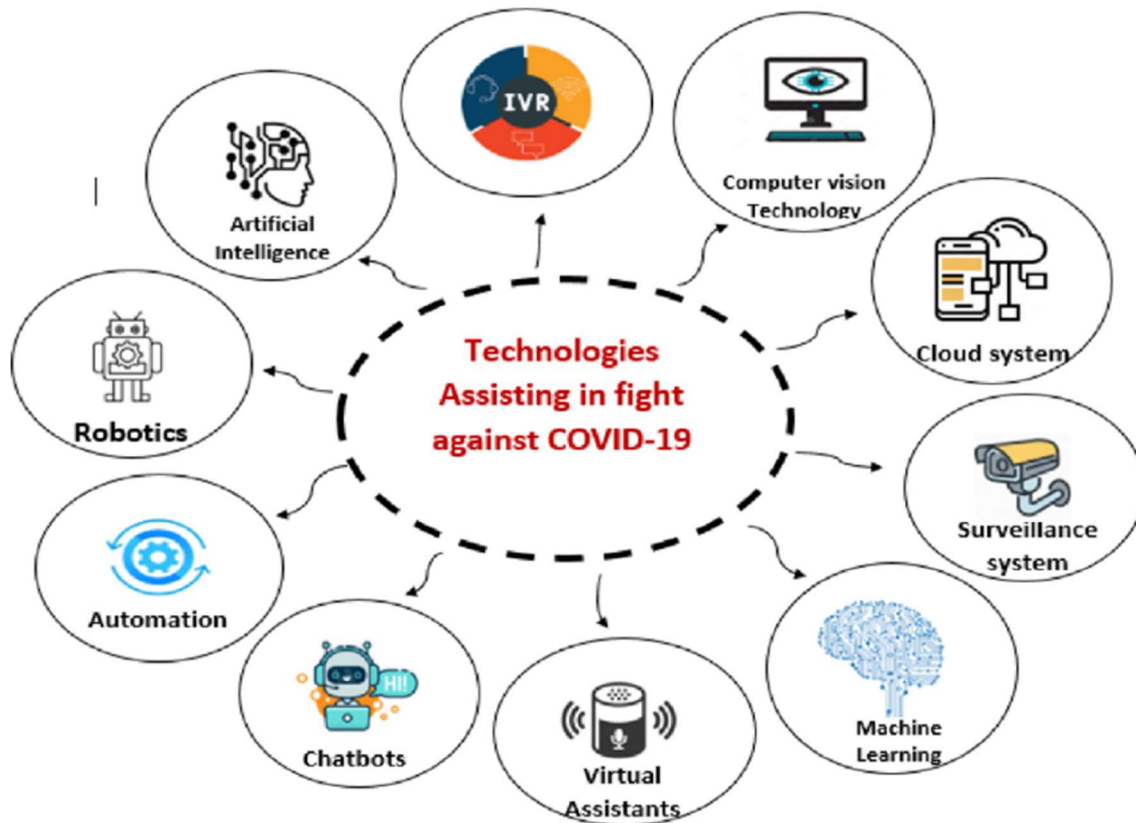 IVR
Computer vision
Technology
Artificial
Intelligence
Cloud system
Technologies
Assisting in fight
against COVID-19
Robotics
Surveillance
system
Automation
Machine
Learning
HI!
Chatbots
Virtual
Assistants